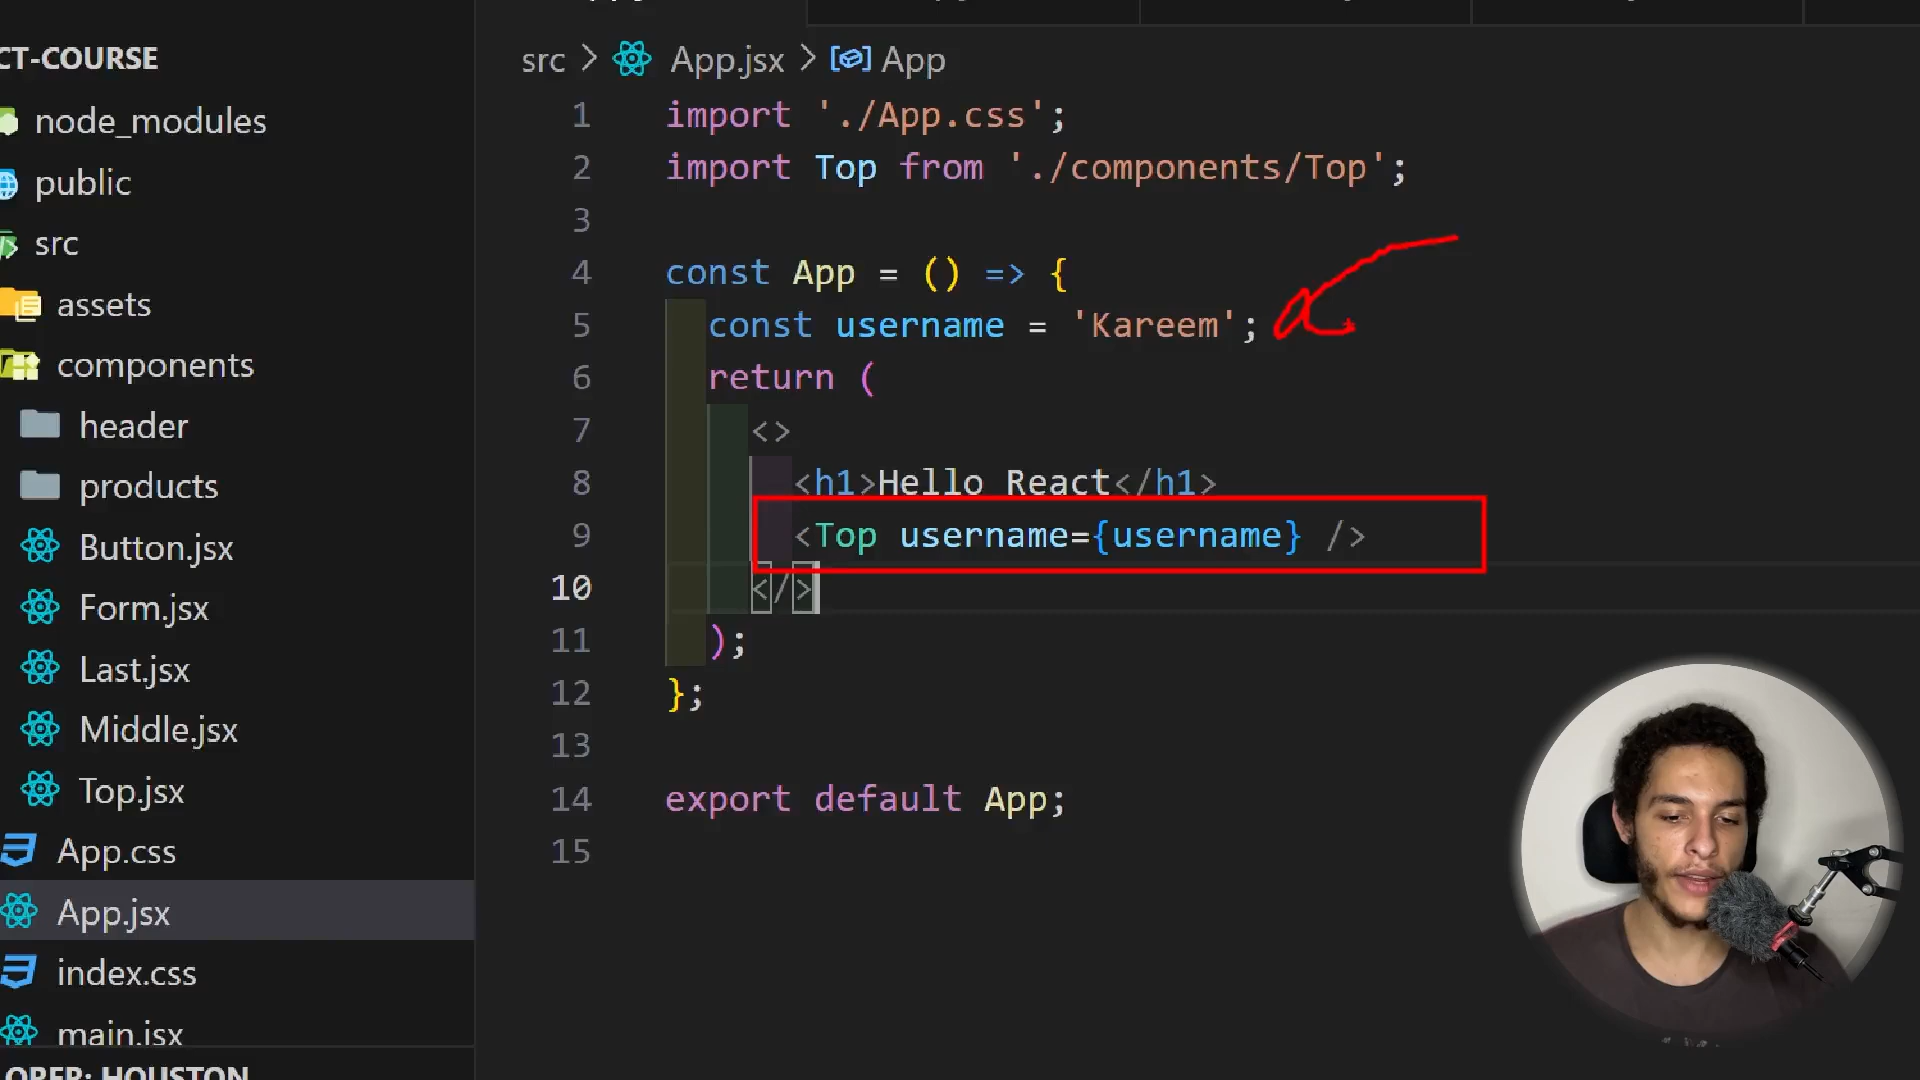 CT-COURSE
node_modules
public
src
assets
components
header
products
Button.jsx
Form.jsx
Last.jsx
Middle.jsx
Top.jsx
App.css
App.jsx
index.css
main.jsx
src > App.jsx > App
1 import './App.css';
2 import Top from './components/Top';
3
4 const App = () => {
5 const username = 'Kareem';
6 return (
7 <>
8 <h1>Hello React</h1>
9 <Top username={username} />
10 </>
11 );
12 };
13
14 export default App;
15